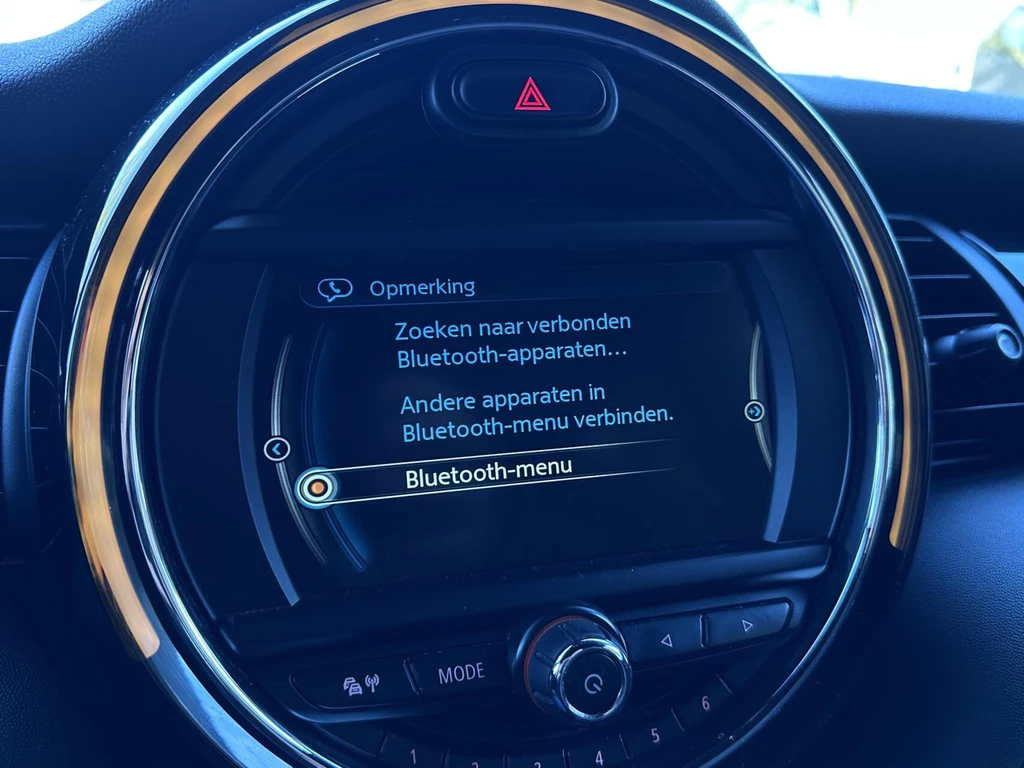 Opmerking
Zoeken naar verbonden
Bluetooth-apparaten...
Andere apparaten in
Bluetooth-menu verbinden.
Bluetooth-menu
MODE
1
2
3
4
5
6